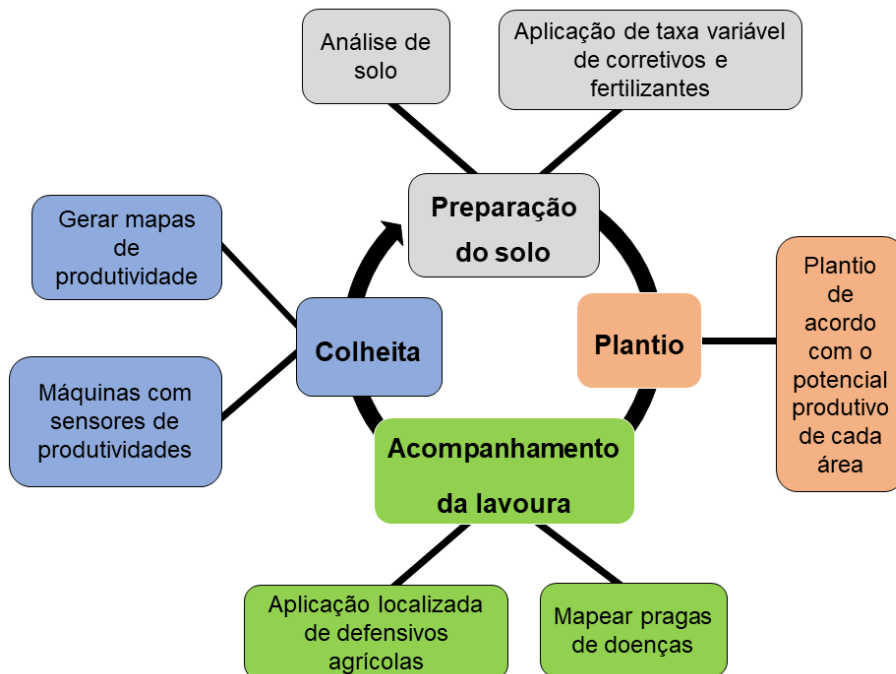 Análise de
solo
Aplicação de taxa variável
de corretivos e
fertilizantes
Preparação
do solo
Gerar mapas
de
produtividade
Colheita
Máquinas com
sensores de
produtividades
Plantio
Plantio
de
acordo
com o
potencial
produtivo
de cada
área
Acompanhamento
da lavoura
Aplicação localizada
de defensivos
agrícolas
Mapear pragas
de doenças